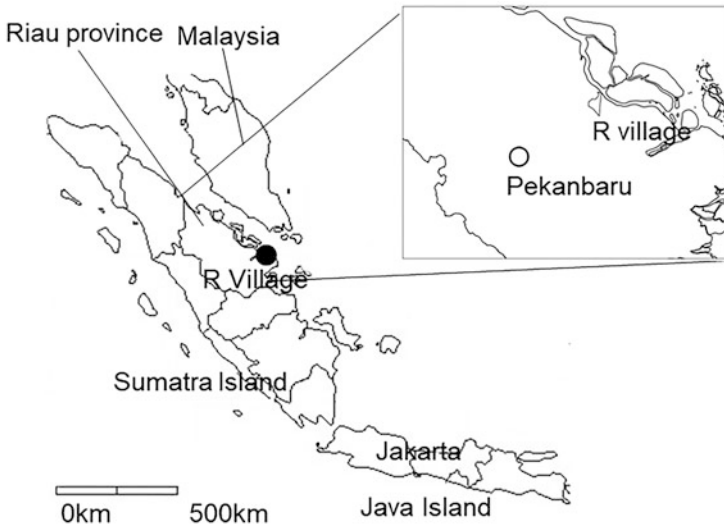 Riau province
Malaysia
R village
Pekanbaru
R Village
Sumatra Island
Jakarta
Java Island
0km
500km